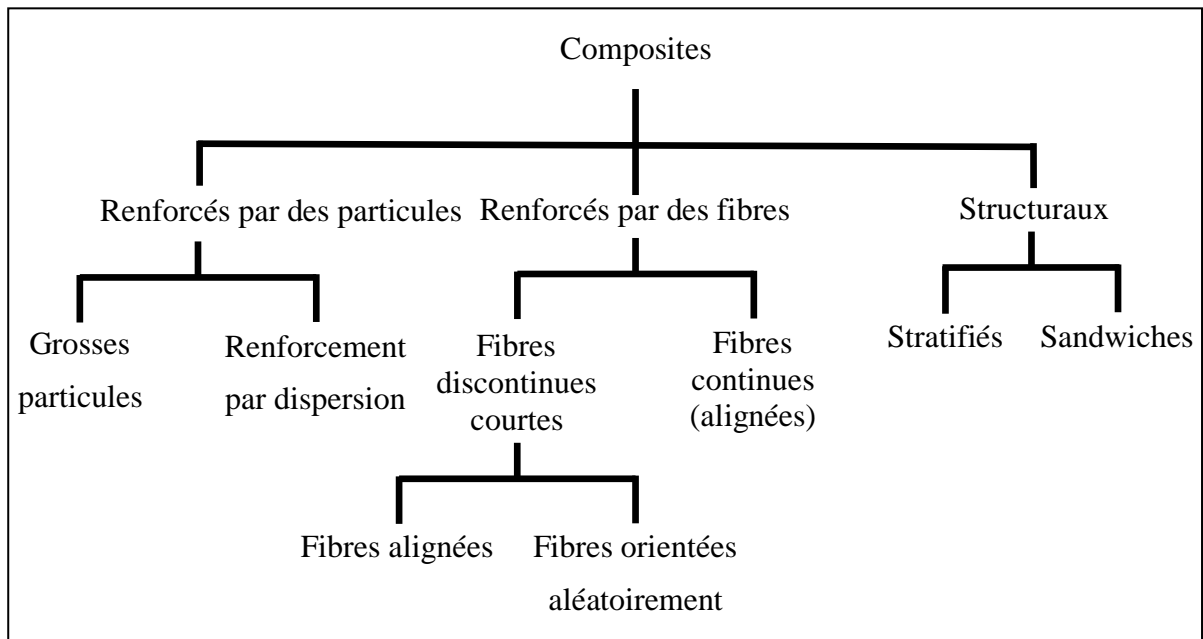 Composites
Renforcés par des particules
Renforcés par des fibres
Structuraux
Grosses
particules
Renforcement
par dispersion
Fibres
discontinues
courtes
Fibres
continues
(alignées)
Stratifiés
Sandwiches
Fibres alignées
Fibres orientées
aléatoirement